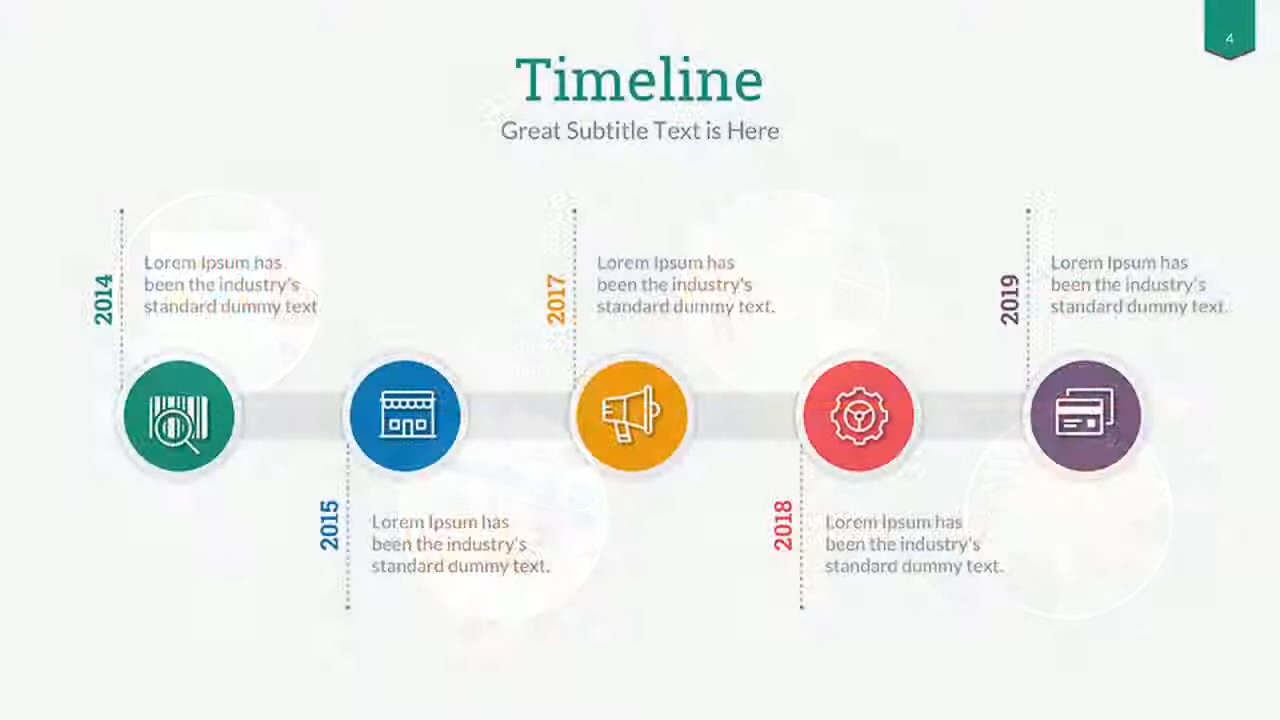 4
Timeline
Great Subtitle Text is Here
2014
Lorem Ipsum has
been the industry's
standard dummy text
2015
Lorem Ipsum has
been the industry's
standard dummy text.
2017
Lorem Ipsum has
been the industry's
standard dummy text.
2018
Lorem Ipsum has
been the industry's
standard dummy text.
2019
Lorem Ipsum has
been the industry's
standard dummy text.